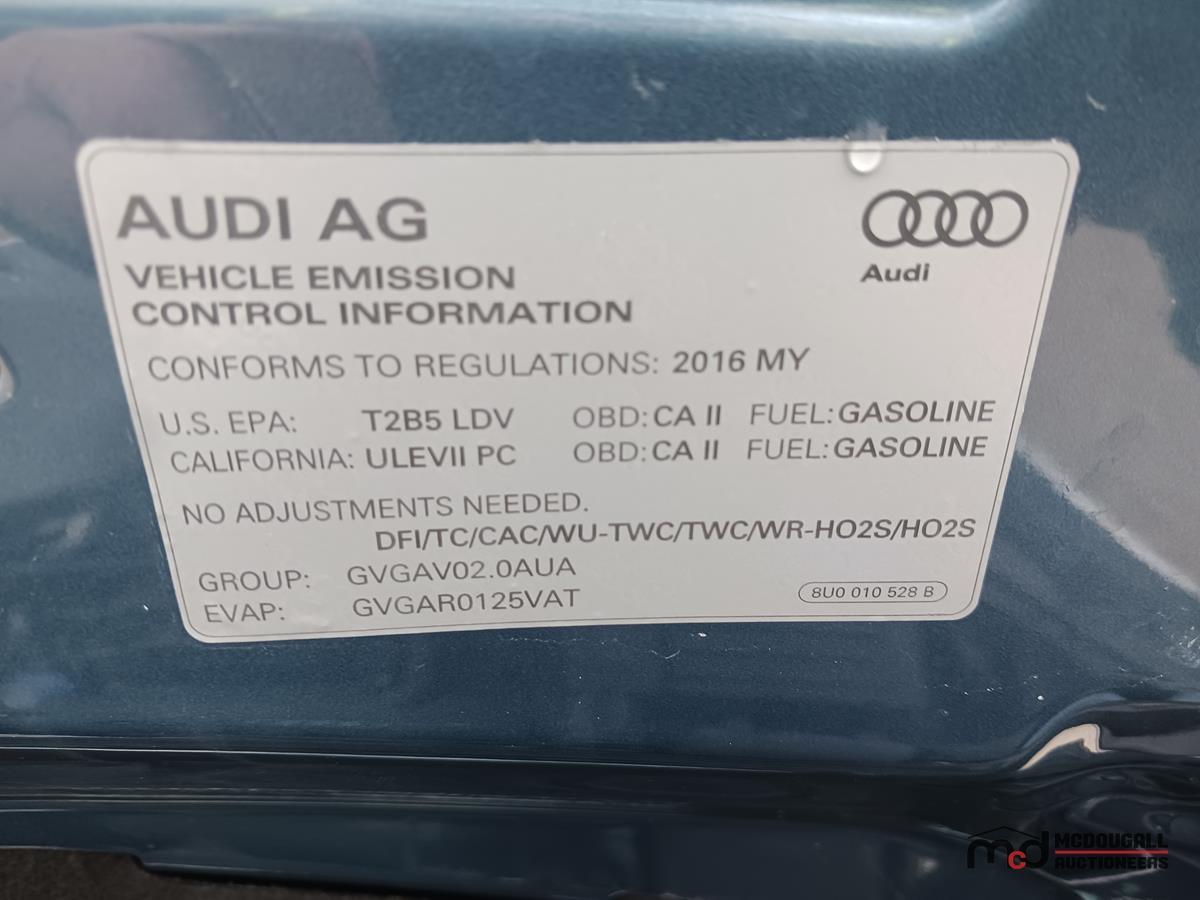 AUDI AG
Audi
VEHICLE EMISSION
CONTROL INFORMATION
CONFORMS TO REGULATIONS: 2016 MY
U.S. EPA: T2B5 LDV OBD: CA II FUEL: GASOLINE
CALIFORNIA: ULEVII PC OBD: CA II FUEL: GASOLINE
NO ADJUSTMENTS NEEDED.
DFI/TC/CAC/WU-TWC/TWC/WR-HO2S/HO2S
GROUP: GVGAV02.0AUA
EVAP: GVGAR0125VAT
8U0 010 528 B
mcd MCDOUGALL
AUCTIONEERS